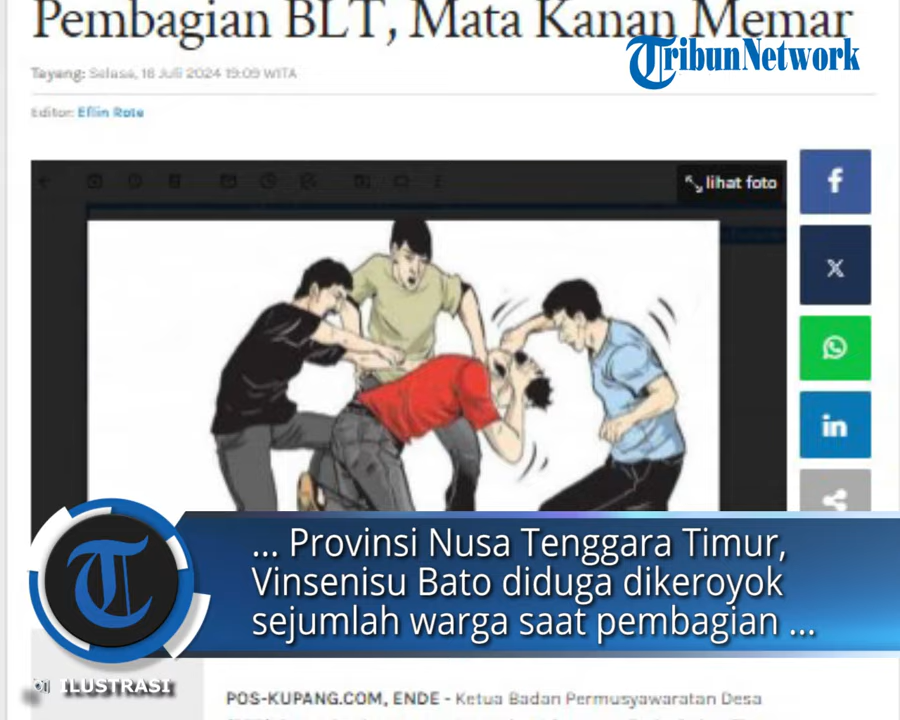 Pembagian BLT, Mata Kanan Memar
TribunNetwork
Tayang: Selasa, 16 Juli 2024 19:09 WITA
Editor: Eflin Rote
lihat foto
... Provinsi Nusa Tenggara Timur,
Vinsenisu Bato diduga dikeroyok
sejumlah warga saat pembagian ...
ILUSTRASI
POS-KUPANG.COM, ENDE - Ketua Badan Permusyawaratan Desa